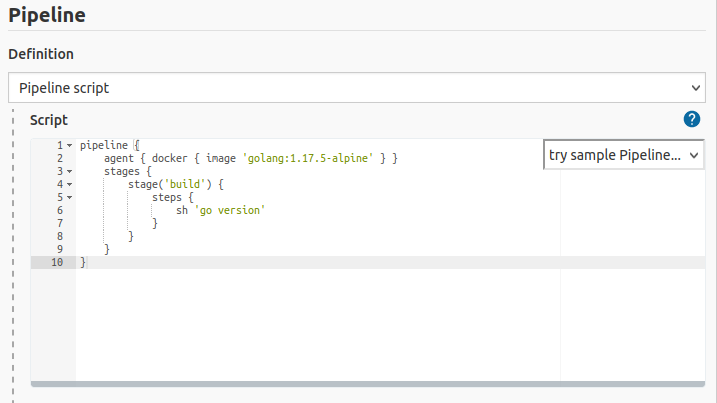 Pipeline
Definition
Pipeline script
Script
?
try sample Pipeline...
1 pipeline {
2     agent { docker { image 'golang:1.17.5-alpine' } }
3     stages {
4         stage('build') {
5             steps {
6                 sh 'go version'
7             }
8         }
9     }
10 }